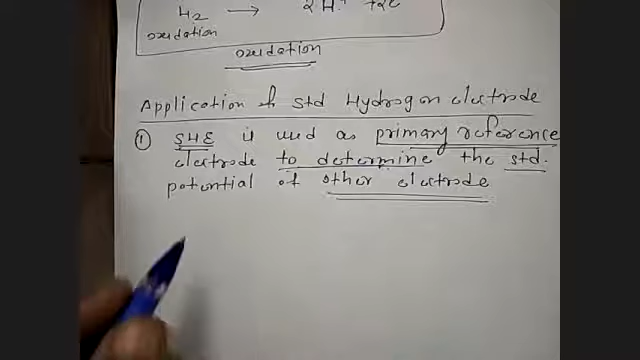 H2 → 2H+ + 2e
oxidation
oxidation
Application of std Hydrogen electrode
① SHE is used as primary reference
electrode to determine the std.
potential of other electrode